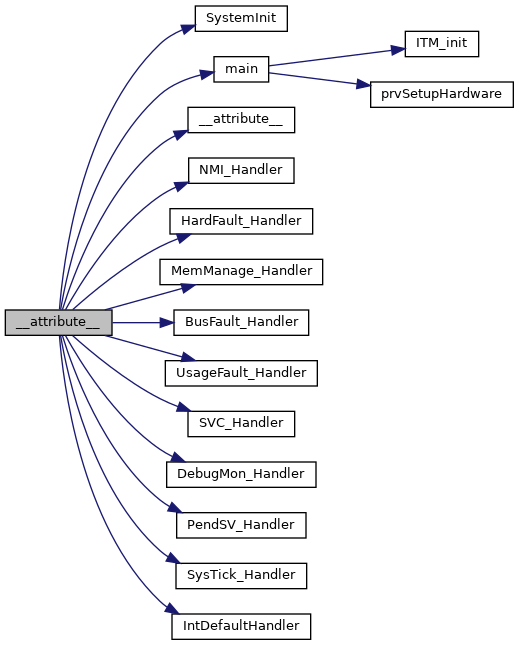 SystemInit
main
ITM_init
prvSetupHardware
__attribute__
NMI_Handler
HardFault_Handler
MemManage_Handler
__attribute__
BusFault_Handler
UsageFault_Handler
SVC_Handler
DebugMon_Handler
PendSV_Handler
SysTick_Handler
IntDefaultHandler